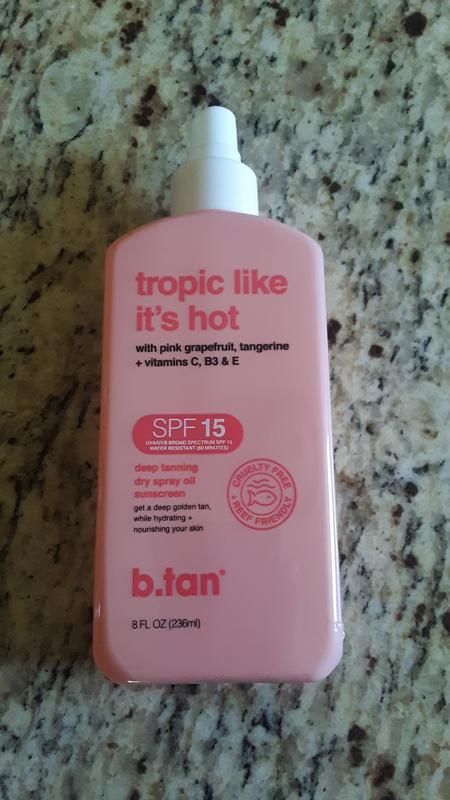 tropic like
it's hot
with pink grapefruit, tangerine
+ vitamins C, B3 & E
SPF 15
UVA/UVB BROAD SPECTRUM SPF 15
WATER RESISTANT (80 MINUTES)
deep tanning
dry spray oil
sunscreen
get a deep golden tan,
while hydrating +
nourishing your skin
CRUELTY FREE
+ REEF FRIENDLY
b.tan®
8 FL OZ (236ml)